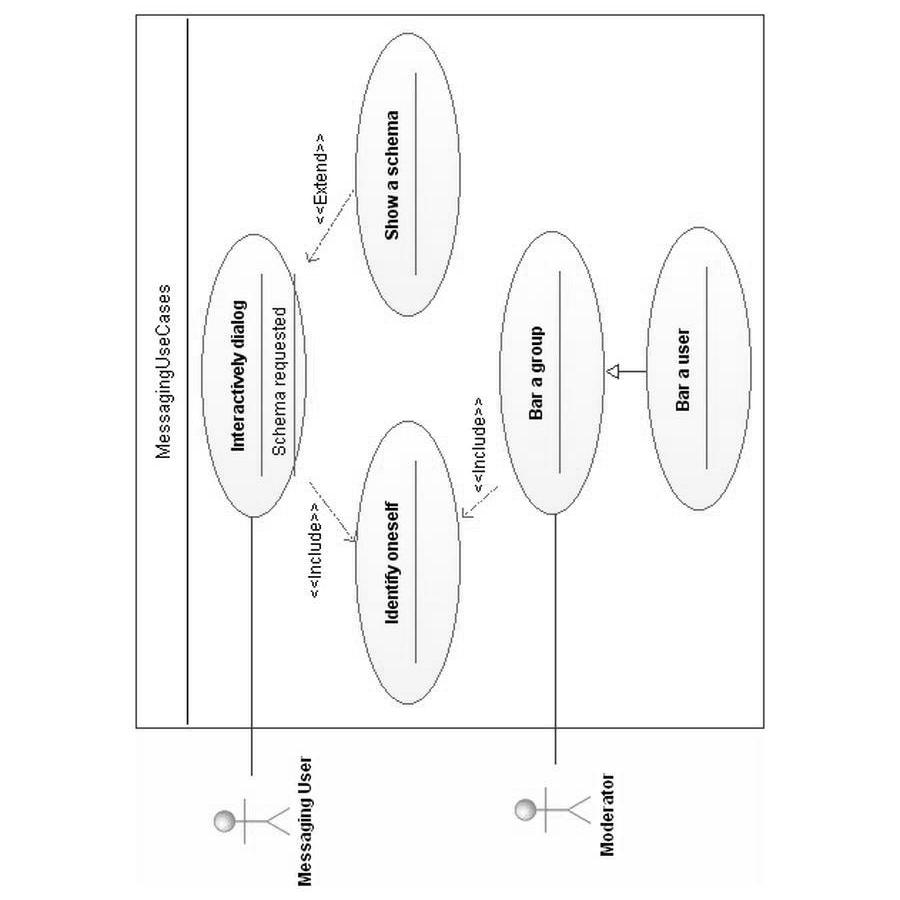 MessagingUseCases
Interactively dialog
Schema requested
<<Extend>>
Show a schema
<<Include>>
Identify oneself
<<Include>>
Bar a group
Bar a user
Messaging User
Moderator